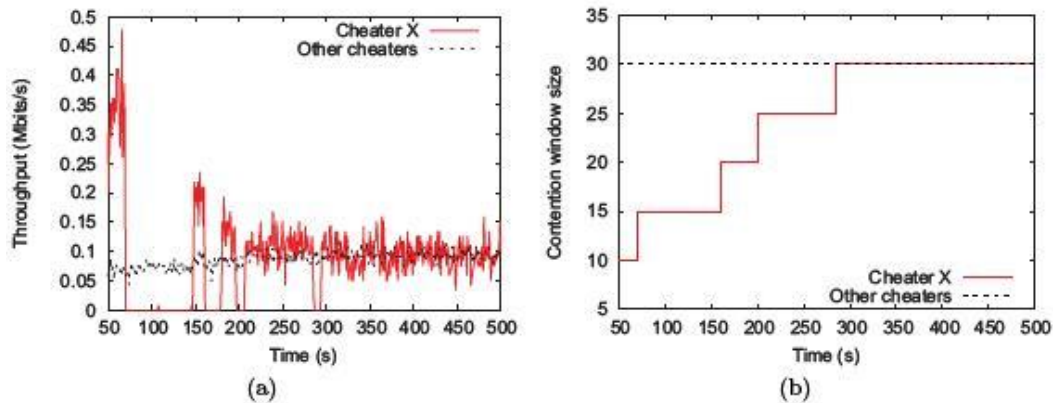 0.5
0.45
0.4
0.35
0.3
0.25
0.2
0.15
0.1
0.05
0
Throughput (Mbits/s)
Cheater X
Other cheaters
50 100 150 200 250 300 350 400 450 500
Time (s)
(a)
35
30
25
20
15
10
5
Contention window size
Cheater X
Other cheaters
50 100 150 200 250 300 350 400 450 500
Time (s)
(b)